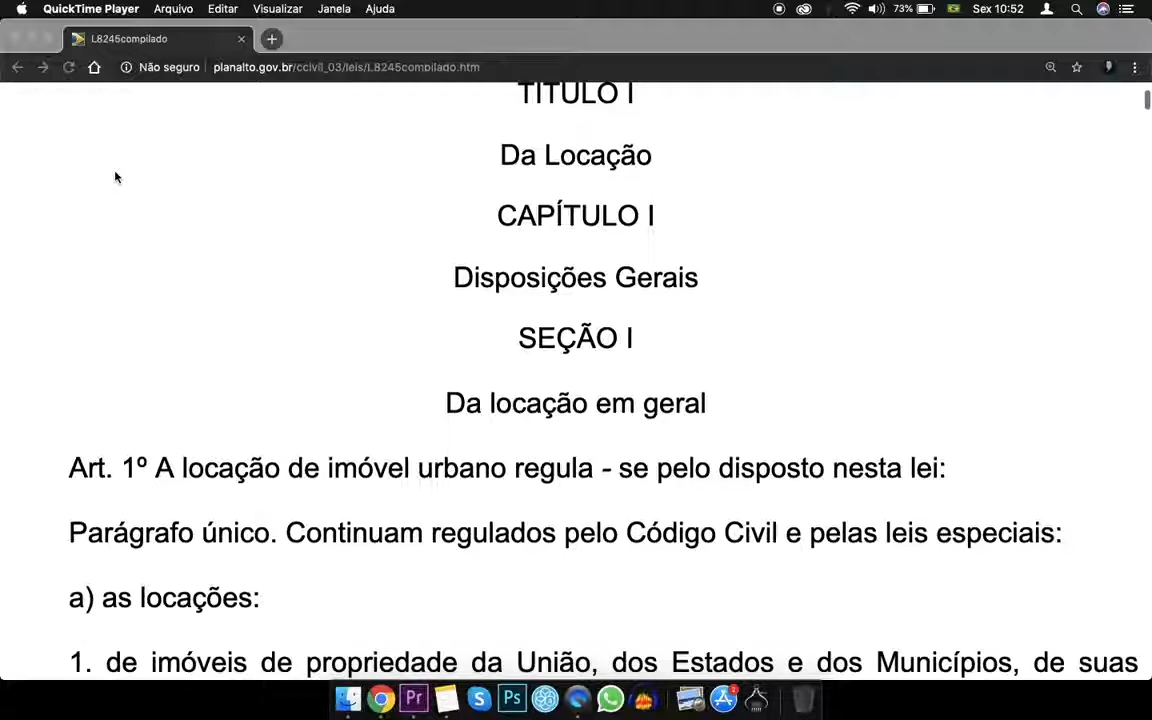 QuickTime Player Arquivo Editar Visualizar Janela Ajuda 73% Sex 10:52
L8245compilado
Não seguro planalto.gov.br/ccivil_03/leis/L8245compilado.htm
TÍTULO I
Da Locação
CAPÍTULO I
Disposições Gerais
SEÇÃO I
Da locação em geral
Art. 1º A locação de imóvel urbano regula - se pelo disposto nesta lei:
Parágrafo único. Continuam regulados pelo Código Civil e pelas leis especiais:
a) as locações:
1. de imóveis de propriedade da União, dos Estados e dos Municípios, de suas
Pr Ps